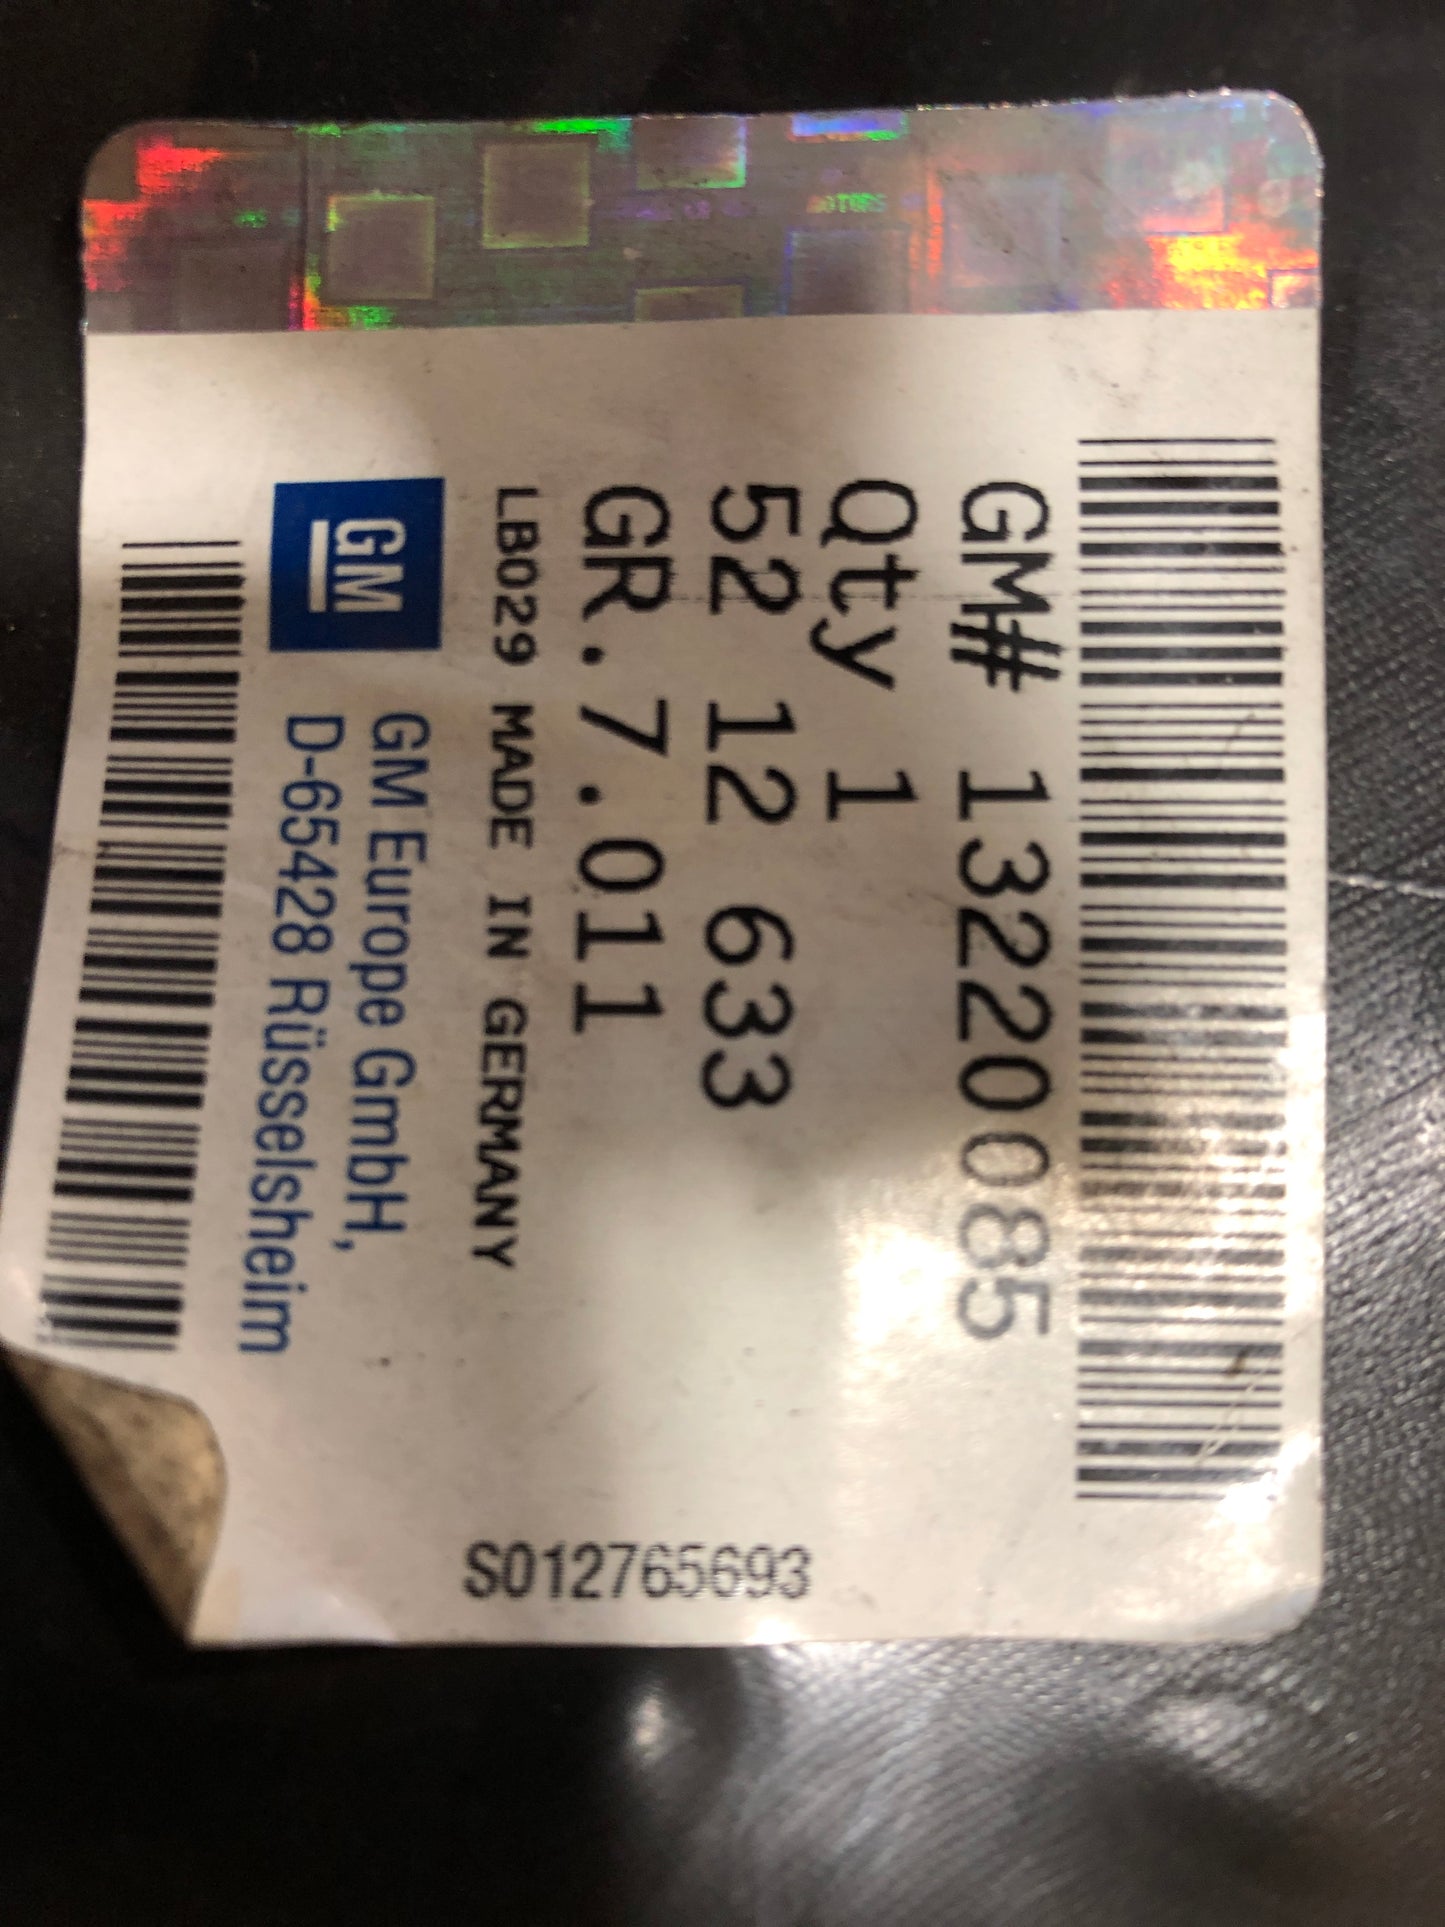 GM# 13220085
Qty 1
52 12 633
GR.7.011
LB029 MADE IN GERMANY
GM
GM Europe GmbH,
D-65428 Rüsselsheim
S012765693